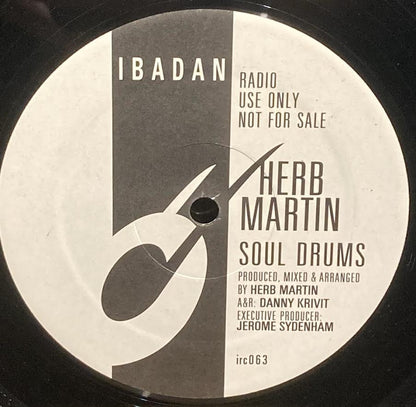 IBADAN
RADIO
USE ONLY
NOT FOR SALE
HERB
MARTIN
SOUL DRUMS
PRODUCED, MIXED & ARRANGED
BY HERB MARTIN
A&R: DANNY KRIVIT
EXECUTIVE PRODUCER:
JEROME SYDENHAM
irc063